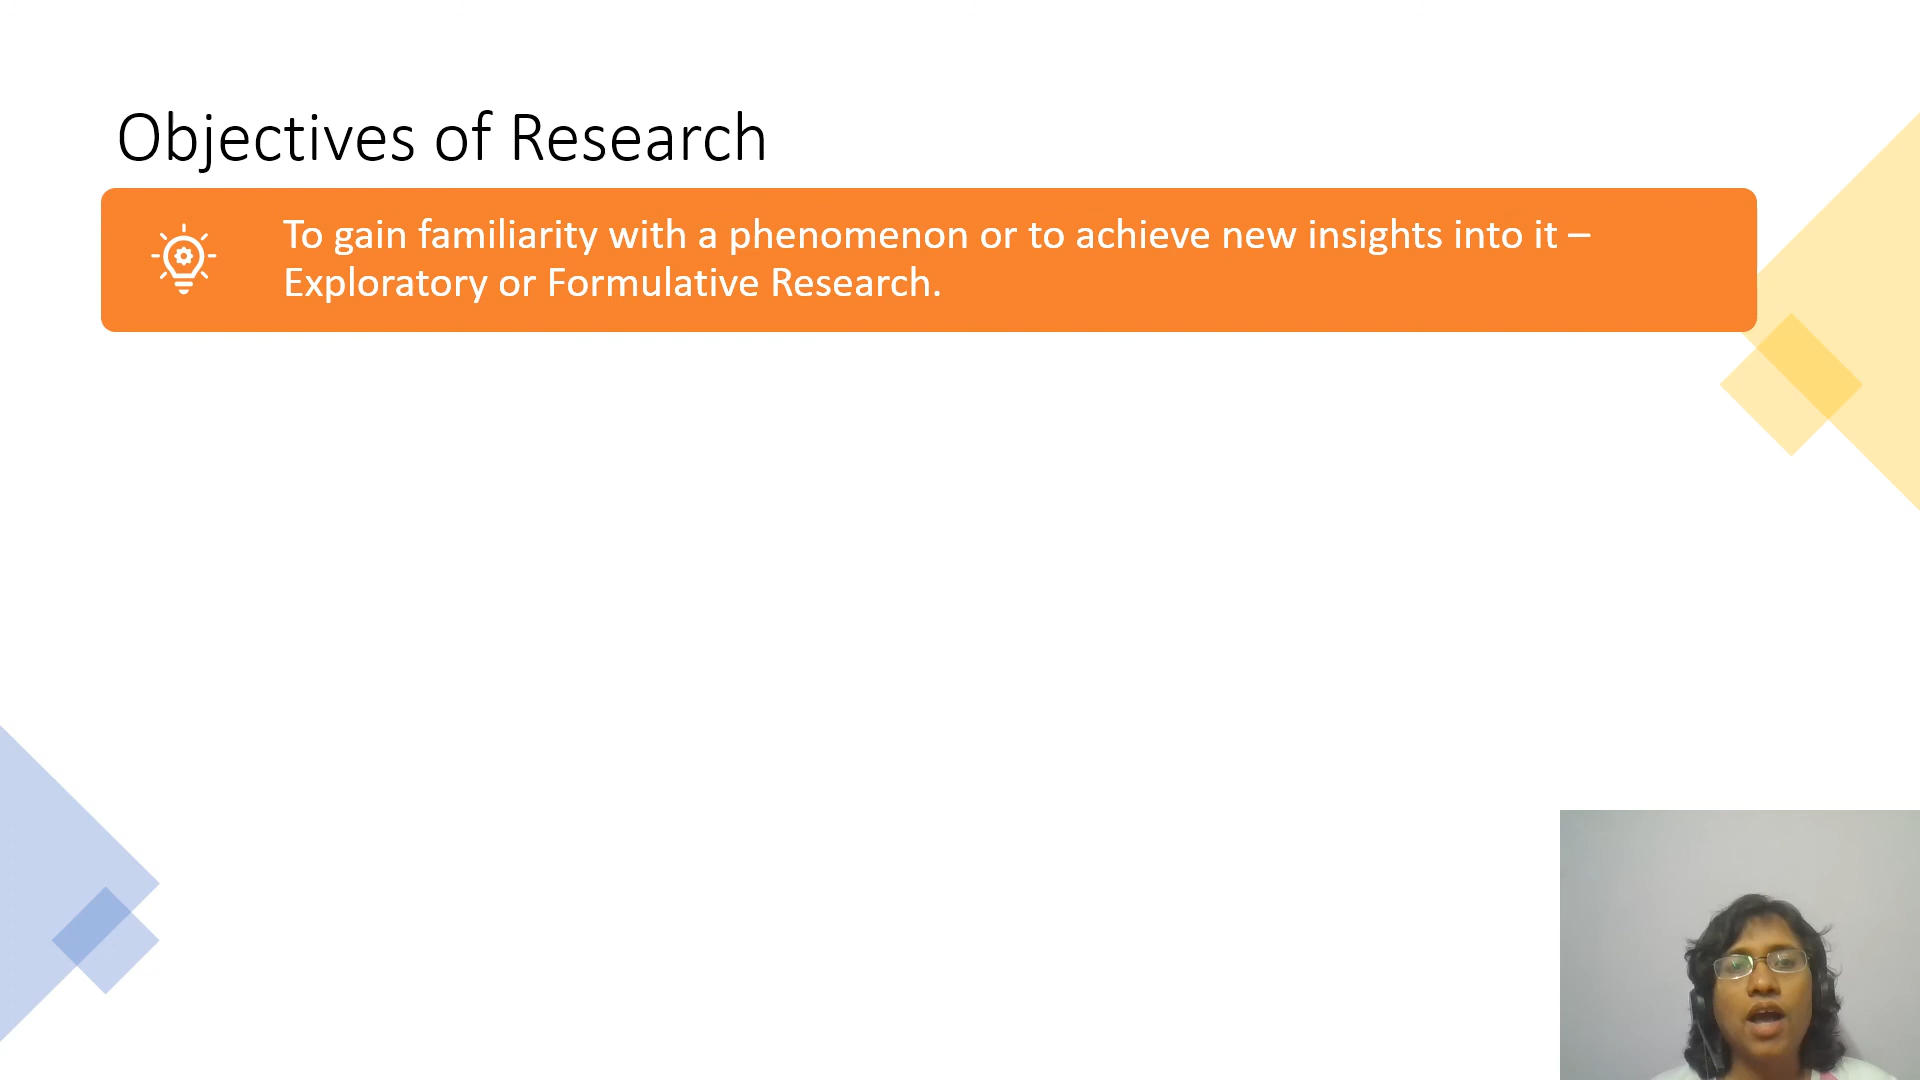 Objectives of Research
To gain familiarity with a phenomenon or to achieve new insights into it –
Exploratory or Formulative Research.